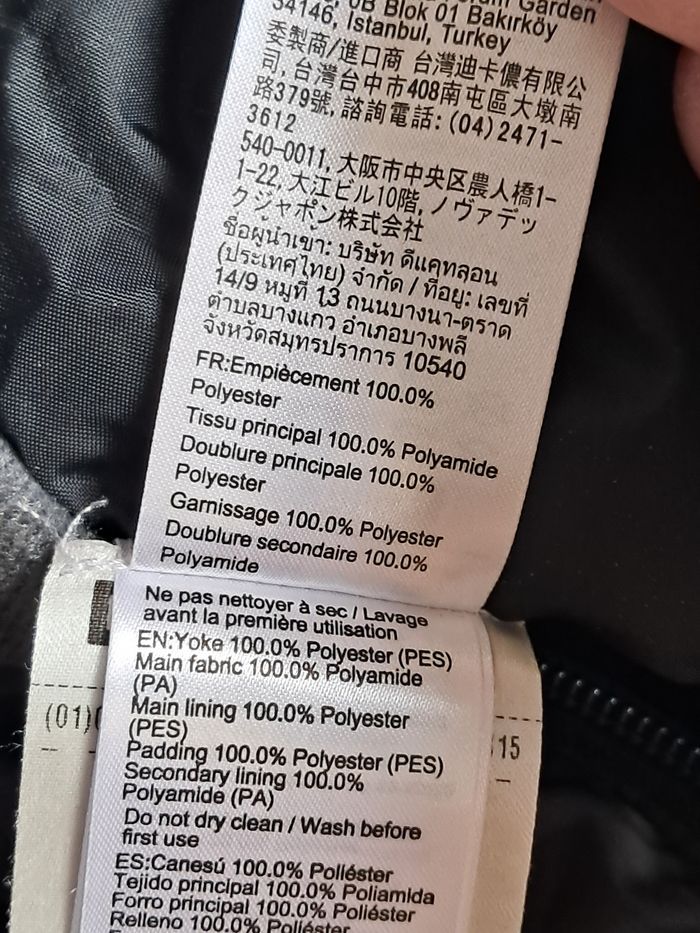 Garden
0B Blok 01 Bakırköy
34146, Istanbul, Turkey
委製商/進口商 台灣迪卡儂有限公
司, 台灣台中市408南屯區大墩南
路379號, 諮詢電話: (04) 2471-
3612
540-0011, 大阪市中央区農人橋1-
1-22, 大江ビル10階, ノヴァデッ
クジャポン株式会社
ชื่อผู้นำเข้า: บริษัท ดีแคทลอน
(ประเทศไทย) จำกัด / ที่อยู่: เลขที่
14/9 หมู่ที่ 13 ถนนบางนา-ตราด
ตำบลบางแก้ว อำเภอบางพลี
จังหวัดสมุทรปราการ 10540
FR:Empiècement 100.0%
Polyester
Tissu principal 100.0% Polyamide
Doublure principale 100.0%
Polyester
Garnissage 100.0% Polyester
Doublure secondaire 100.0%
Polyamide
Ne pas nettoyer à sec / Lavage
avant la première utilisation
EN:Yoke 100.0% Polyester (PES)
Main fabric 100.0% Polyamide
(PA)
Main lining 100.0% Polyester
(PES)
Padding 100.0% Polyester (PES)
Secondary lining 100.0%
Polyamide (PA)
Do not dry clean / Wash before
first use
ES:Canesú 100.0% Poliéster
Tejido principal 100.0% Poliamida
Forro principal 100.0% Poliéster
Relleno 100.0% Poliéster
(01)
15